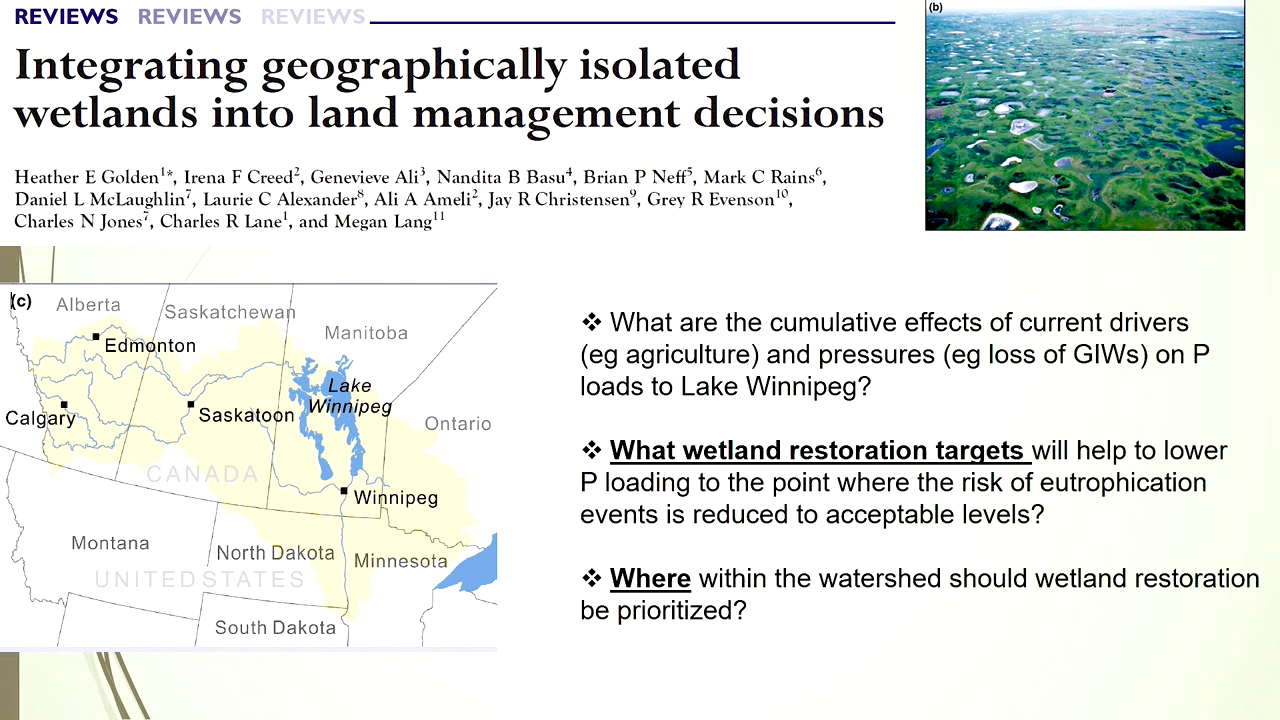 REVIEWS REVIEWS REVIEWS
Integrating geographically isolated
wetlands into land management decisions
Heather E Golden1*, Irena F Creed2, Genevieve Ali3, Nandita B Basu4, Brian P Neff5, Mark C Rains6,
Daniel L McLaughlin7, Laurie C Alexander8, Ali A Ameli2, Jay R Christensen9, Grey R Evenson10,
Charles N Jones7, Charles R Lane1, and Megan Lang11
(b)
(c)
Alberta
Saskatchewan
Manitoba
Edmonton
Lake
Winnipeg
Calgary
Saskatoon
Ontario
CANADA
Winnipeg
Montana
North Dakota
Minnesota
UNITED STATES
South Dakota
❖ What are the cumulative effects of current drivers
(eg agriculture) and pressures (eg loss of GIWs) on P
loads to Lake Winnipeg?
❖ What wetland restoration targets will help to lower
P loading to the point where the risk of eutrophication
events is reduced to acceptable levels?
❖ Where within the watershed should wetland restoration
be prioritized?